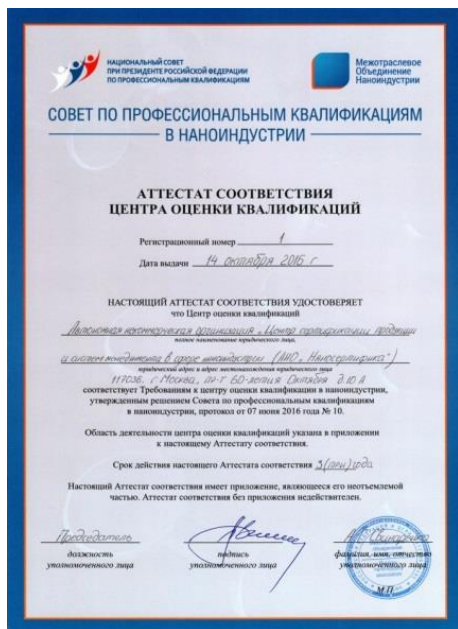 НАЦИОНАЛЬНЫЙ СОВЕТ
ПРИ ПРЕЗИДЕНТЕ РОССИЙСКОЙ ФЕДЕРАЦИИ
ПО ПРОФЕССИОНАЛЬНЫМ КВАЛИФИКАЦИЯМ
Межотраслевое
Объединение
Наноиндустрии
СОВЕТ ПО ПРОФЕССИОНАЛЬНЫМ КВАЛИФИКАЦИЯМ
В НАНОИНДУСТРИИ
АТТЕСТАТ СООТВЕТСТВИЯ
ЦЕНТРА ОЦЕНКИ КВАЛИФИКАЦИЙ
Регистрационный номер 1
Дата выдачи 14 октября 2016 г
НАСТОЯЩИЙ АТТЕСТАТ СООТВЕТСТВИЯ УДОСТОВЕРЯЕТ
что Центр оценки квалификаций
Автономная некоммерческая организация „Центр сертификации продукции
полное наименование юридического лица,
и систем менеджмента в сфере наноиндустрии (АНО „Наносертифика")
юридический адрес и адрес местонахождения юридического лица
117036, г Москва, пр-т 60-летия Октября д 10 А
соответствует Требованиям к центру оценки квалификации в наноиндустрии,
утвержденным решением Совета по профессиональным квалификациям
в наноиндустрии, протокол от 07 июня 2016 года № 10.
Область деятельности центра оценки квалификаций указана в приложении
к настоящему Аттестату соответствия.
Срок действия настоящего Аттестата соответствия 3(три) года
Настоящий Аттестат соответствия имеет приложение, являющееся его неотъемлемой
частью. Аттестат соответствия без приложения недействителен.
Председатель
должность
уполномоченного лица
подпись
уполномоченного лица
фамилия, имя, отчество
уполномоченного лица
М.П.